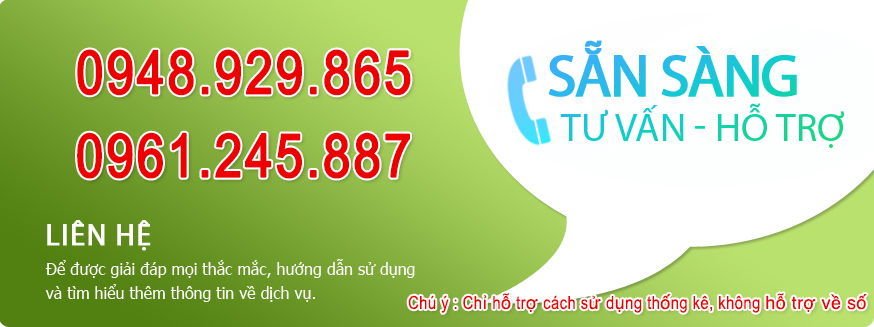 0948.929.865
0961.245.887
SẴN SÀNG
TƯ VẤN - HỖ TRỢ
LIÊN HỆ
Để được giải đáp mọi thắc mắc, hướng dẫn sử dụng
và tìm hiểu thêm thông tin về dịch vụ.
Chú ý : Chỉ hỗ trợ cách sử dụng thống kê, không hỗ trợ về số